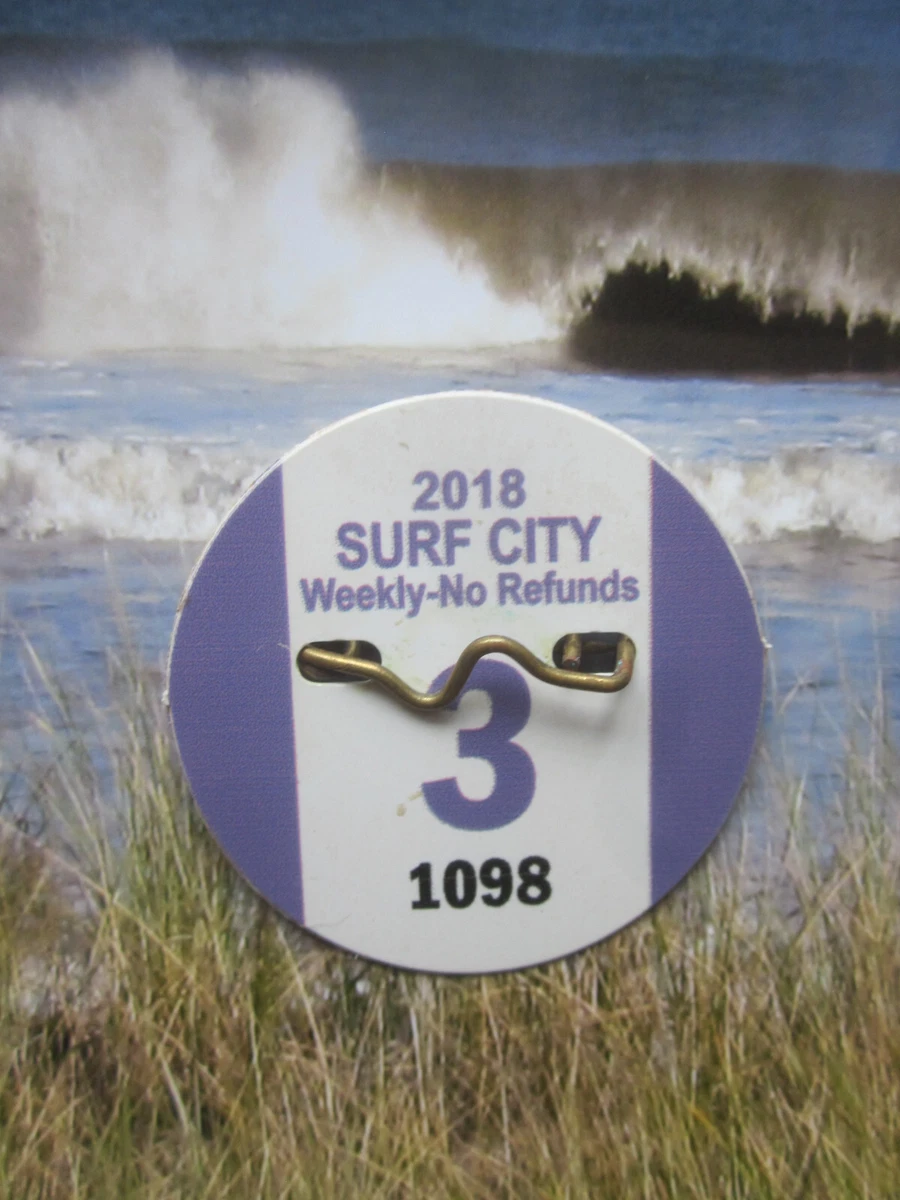 2018
SURF CITY
Weekly-No Refunds
3
1098